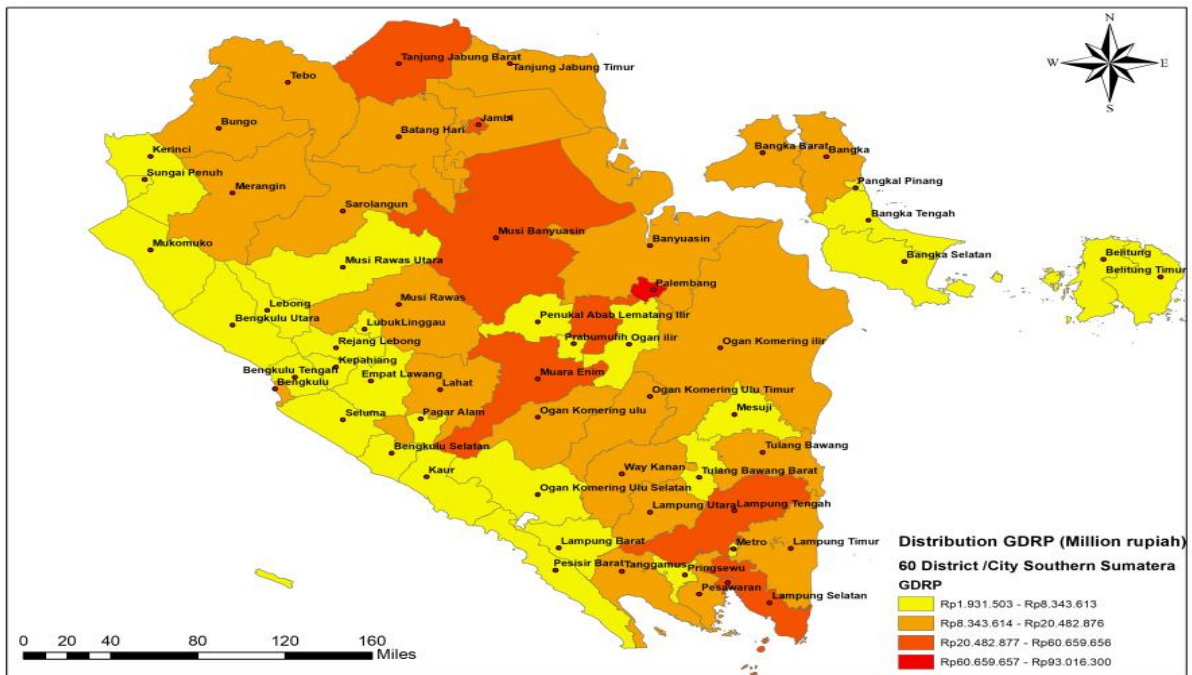 N
W E
S
Tanjung Jabung Barat
Tanjung Jabung Timur
Tebo
Bungo
Batang Hari
Jambi
Kerinci
Sungai Penuh
Merangin
Sarolangun
Mukomuko
Musi Banyuasin
Musi Rawas Utara
Banyuasin
Bangka Barat
Bangka
Pangkal Pinang
Bangka Tengah
Bangka Selatan
Belitung
Belitung Timur
Palembang
Musi Rawas
Lebong
Bengkulu Utara
LubukLinggau
Penukal Abab Lematang Ilir
Rejang Lebong
Prabumulih
Ogan ilir
Ogan Komering ilir
Kepahiang
Bengkulu Tengah
Bengkulu
Empat Lawang
Lahat
Muara Enim
Ogan Komering Ulu Timur
Mesuji
Seluma
Pagar Alam
Ogan Komering ulu
Bengkulu Selatan
Tulang Bawang
Kaur
Way Kanan
Tulang Bawang Barat
Ogan Komering Ulu Selatan
Lampung Utara
Lampung Tengah
Lampung Barat
Metro
Lampung Timur
Pesisir Barat
Tanggamus
Pringsewu
Pesawaran
Lampung Selatan
Distribution GDRP (Million rupiah)
60 District /City Southern Sumatera
GDRP
Rp1.931.503 - Rp8.343.613
Rp8.343.614 - Rp20.482.876
Rp20.482.877 - Rp60.659.656
Rp60.659.657 - Rp93.016.300
0 10 20 40 80 120 160
Miles